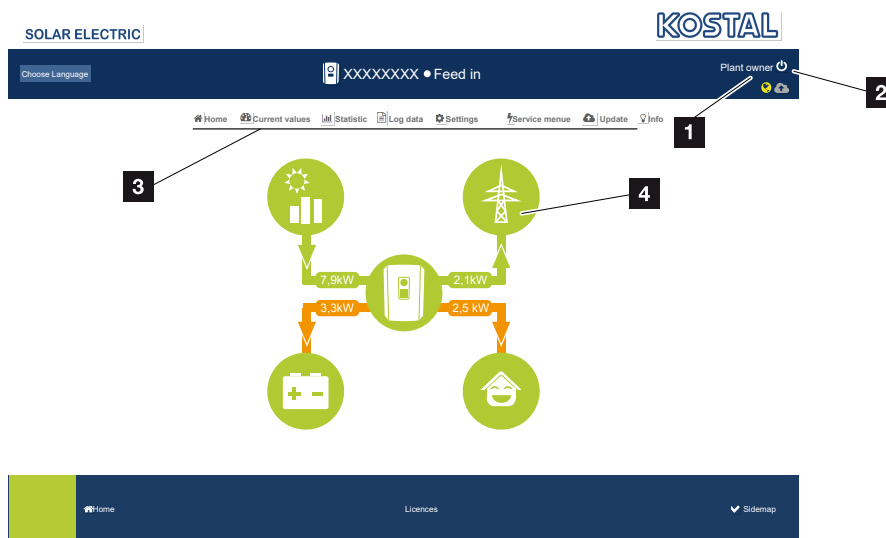 SOLAR ELECTRIC
KOSTAL
Choose Language
XXXXXXXX ● Feed in
Plant owner
2
Home Current values Statistic Log data Settings Service menue Update Info
1
3
4
7,9kW 2,1kW
3,3kW 2,5 kW
Home Licences Sidemap